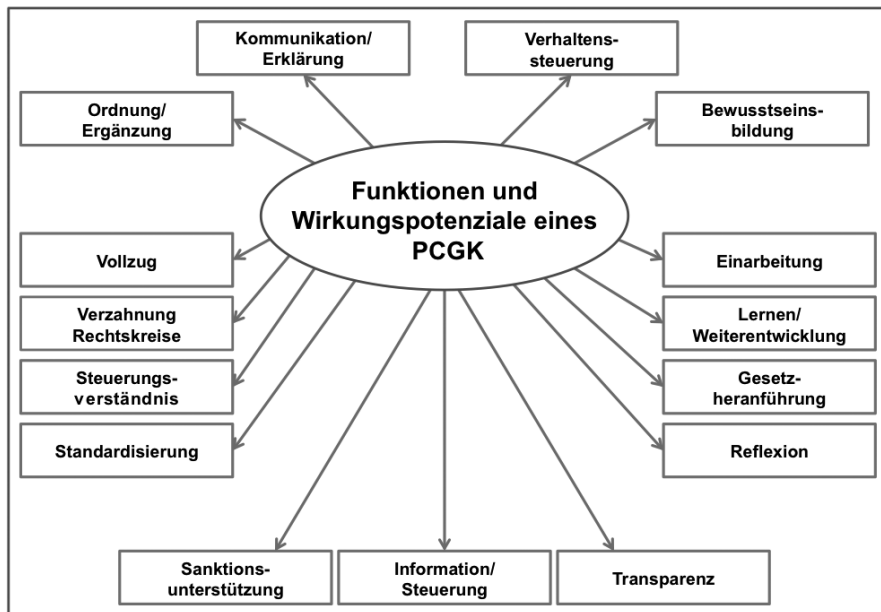 Kommunikation/
Erklärung
Verhaltens-
steuerung
Ordnung/
Ergänzung
Bewusstseins-
bildung
Funktionen und
Wirkungspotenziale eines
PCGK
Vollzug
Einarbeitung
Verzahnung
Rechtskreise
Lernen/
Weiterentwicklung
Steuerungs-
verständnis
Gesetz-
heranführung
Standardisierung
Reflexion
Sanktions-
unterstützung
Information/
Steuerung
Transparenz